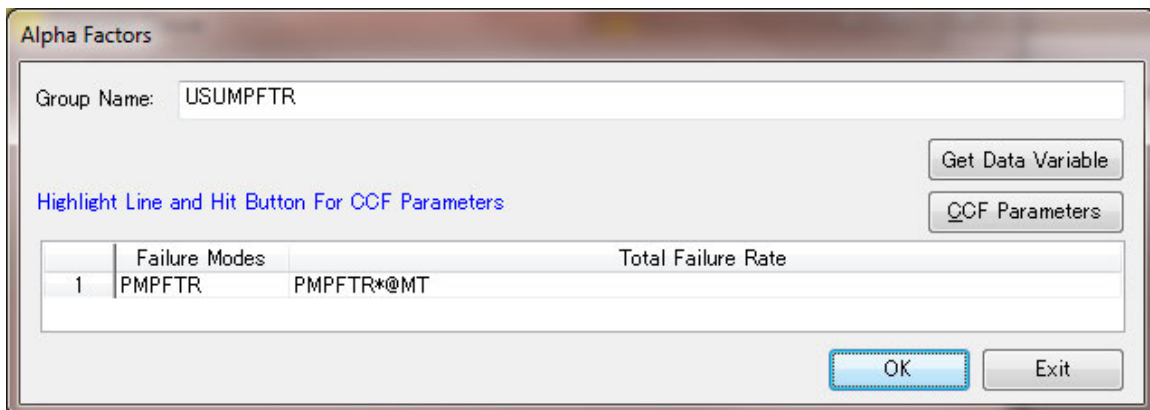 Alpha Factors
Group Name: USUMPFTR
Get Data Variable
Highlight Line and Hit Button For CCF Parameters
CCF Parameters
Failure Modes Total Failure Rate
1 PMPFTR PMPFTR*@MT
OK Exit